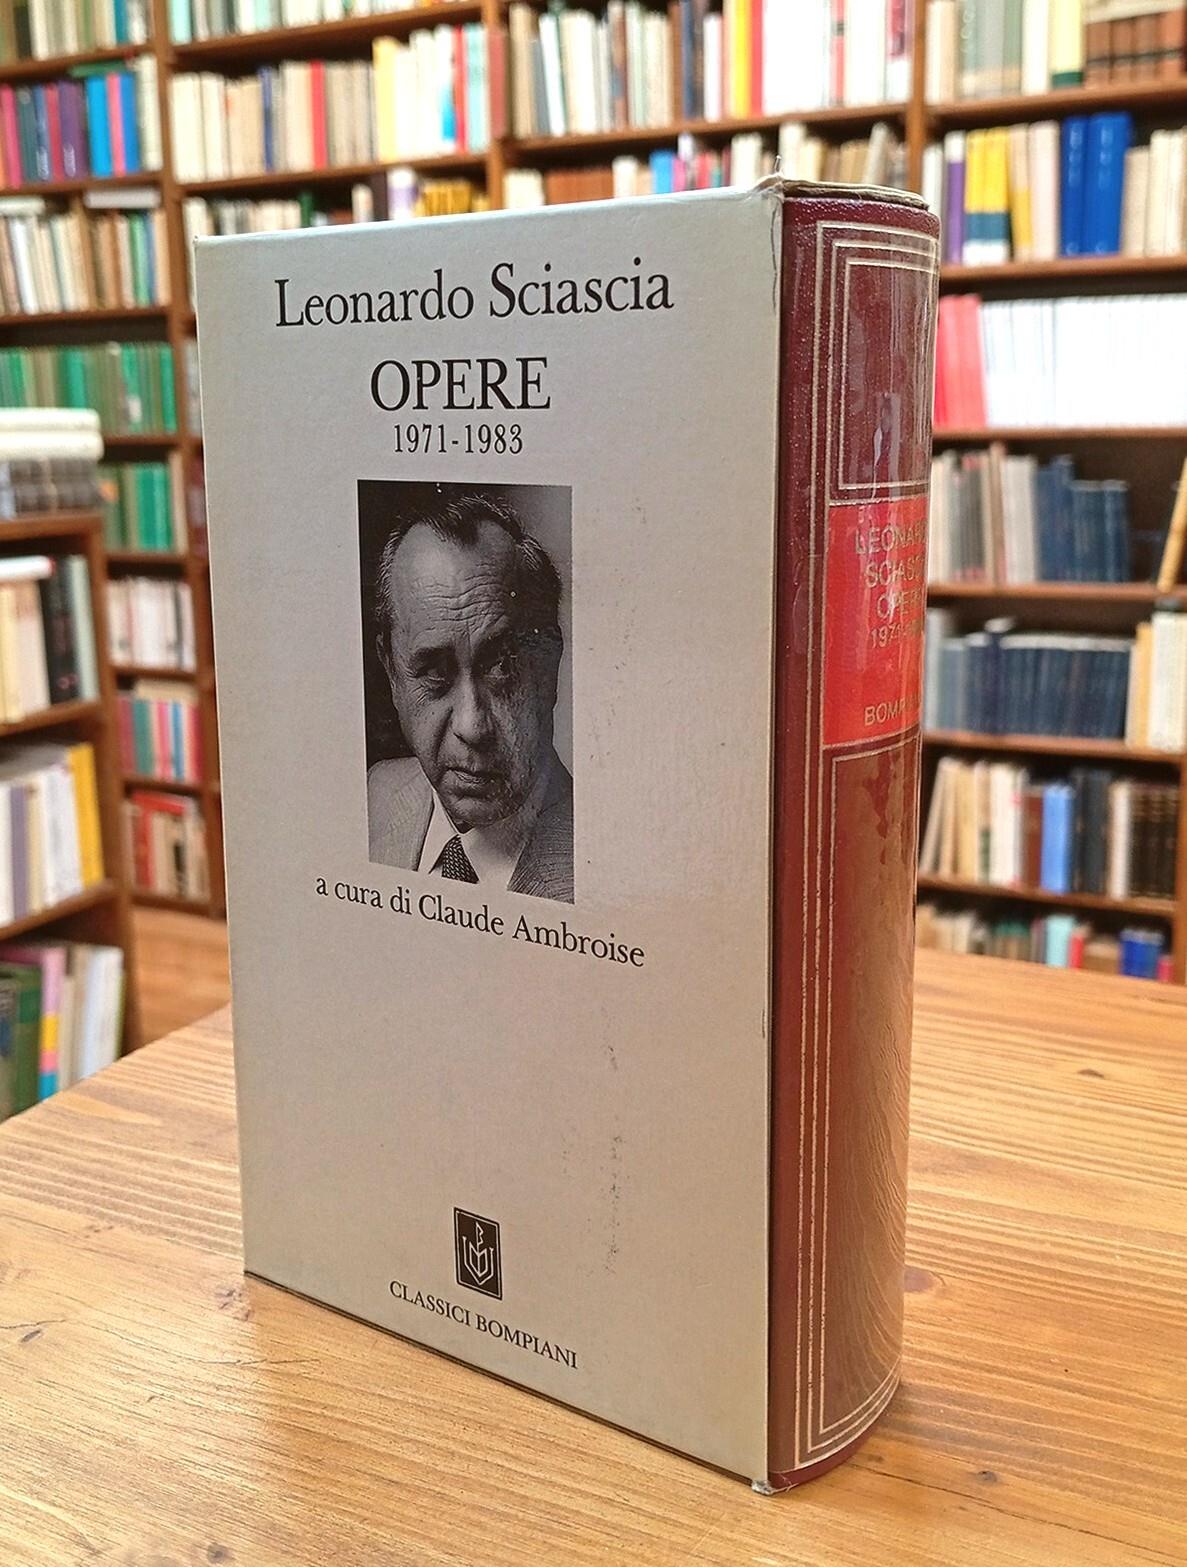 Leonardo Sciascia
OPERE
1971-1983
a cura di Claude Ambroise
CLASSICI BOMPIANI